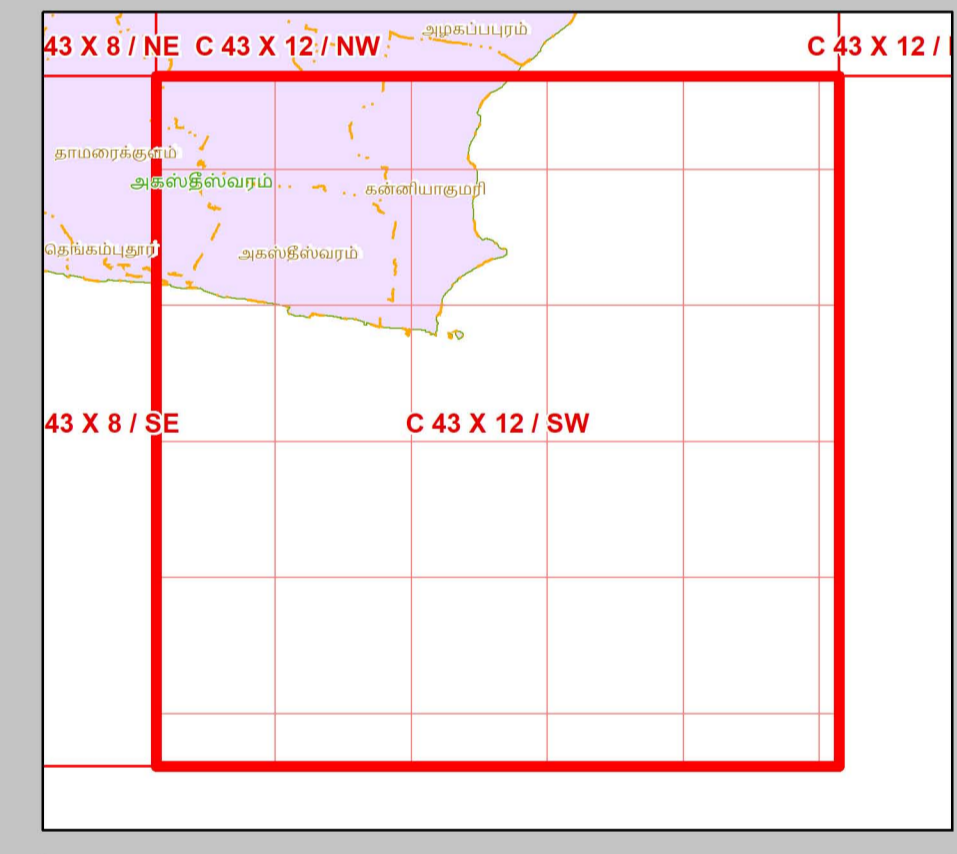 அழகப்பபுரம்
43 X 8 / NE C 43 X 12 / NW C 43 X 12 /
தாமரைக்குளம்
அகஸ்தீஸ்வரம்
கன்னியாகுமரி
தெங்கம்புதூர்
அகஸ்தீஸ்வரம்
43 X 8 / SE C 43 X 12 / SW